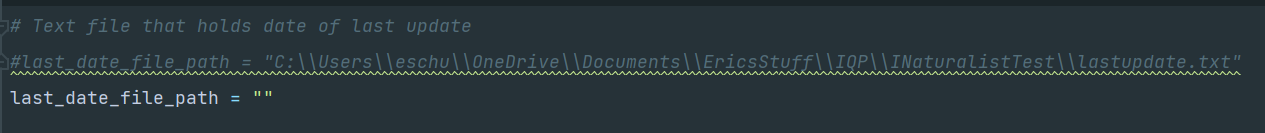 # Text file that holds date of last update
#last_date_file_path = "C:\\Users\\eschu\\OneDrive\\Documents\\EricsStuff\\IQP\\INaturalistTest\\lastupdate.txt"
last_date_file_path = ""